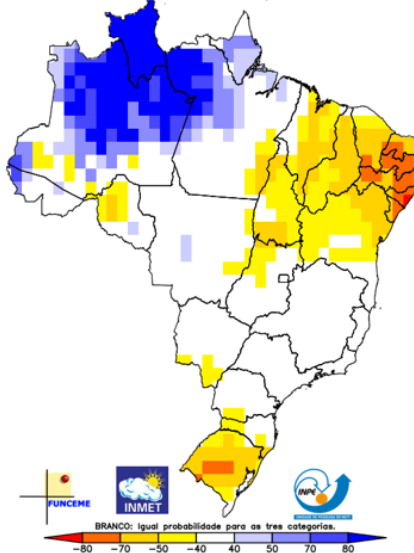 FUNCEME
INMET
INPE
BRANCO: Igual probabilidade para as tres categorias.
-80 -70 -50 -40 40 50 70 80